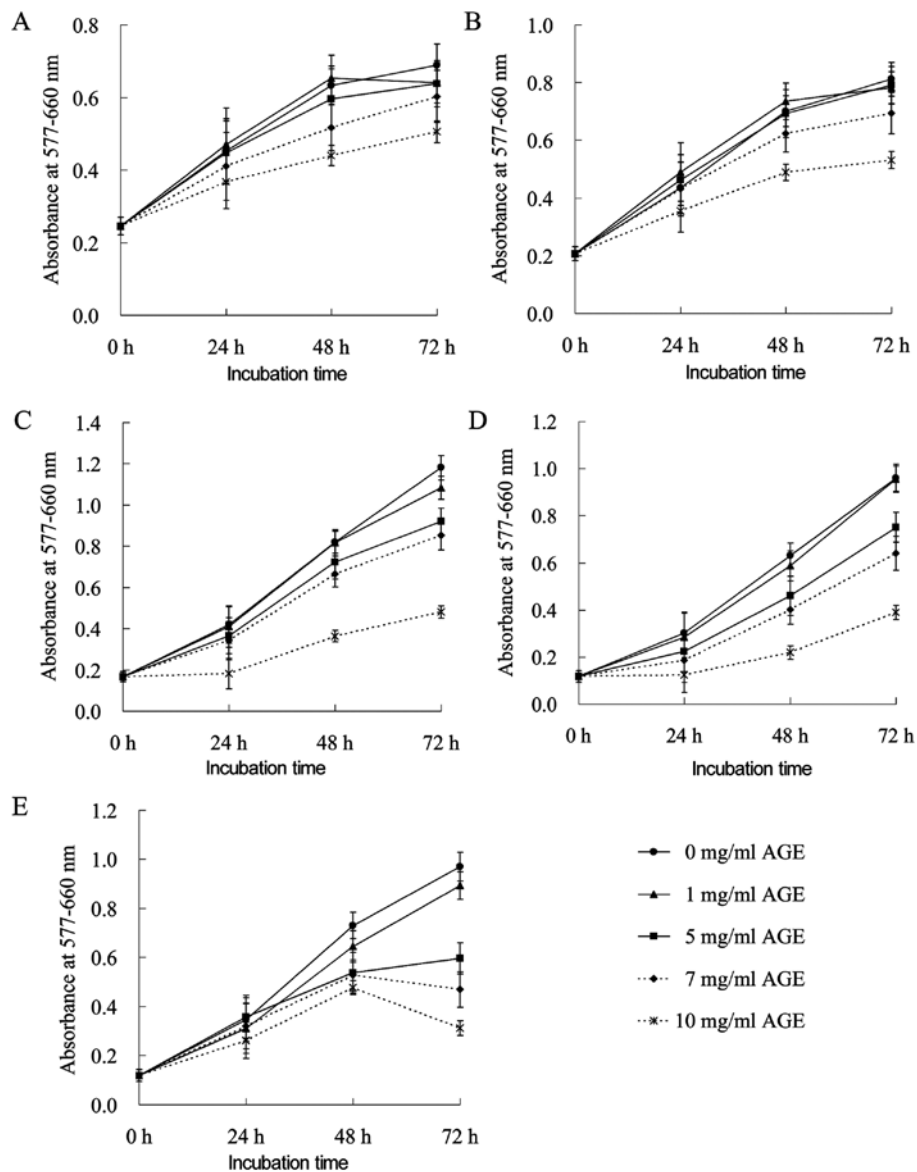 A
Absorbance at 577-660 nm
0.8
0.6
0.4
0.2
0.0
0 h 24 h 48 h 72 h
Incubation time
B
Absorbance at 577-660 nm
1.0
0.8
0.6
0.4
0.2
0.0
0 h 24 h 48 h 72 h
Incubation time
C
Absorbance at 577-660 nm
1.4
1.2
1.0
0.8
0.6
0.4
0.2
0.0
0 h 24 h 48 h 72 h
Incubation time
D
Absorbance at 577-660 nm
1.2
1.0
0.8
0.6
0.4
0.2
0.0
0 h 24 h 48 h 72 h
Incubation time
E
Absorbance at 577-660 nm
1.2
1.0
0.8
0.6
0.4
0.2
0.0
0 h 24 h 48 h 72 h
Incubation time
0 mg/ml AGE
1 mg/ml AGE
5 mg/ml AGE
7 mg/ml AGE
10 mg/ml AGE